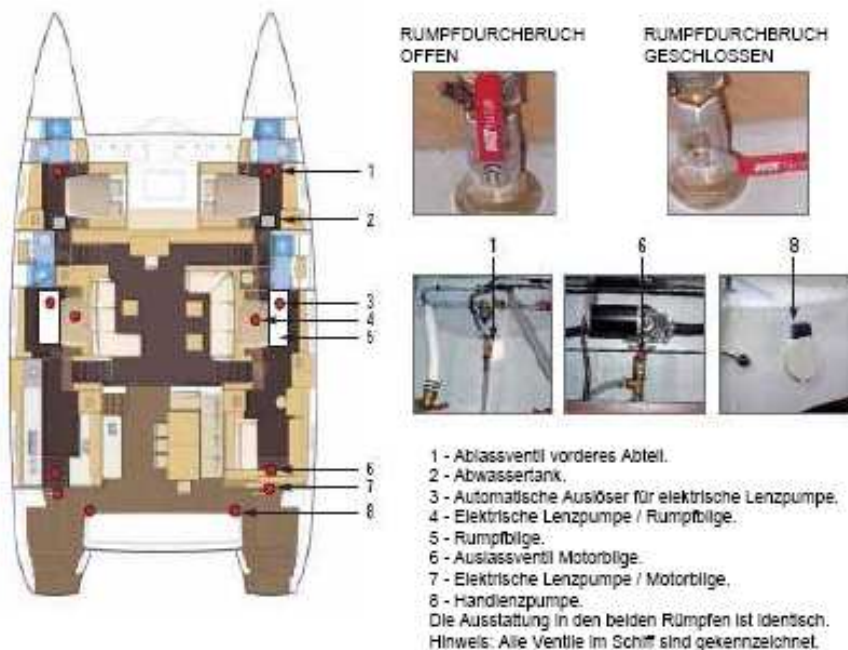 RUMPFDURCHBRUCH
OFFEN
RUMPFDURCHBRUCH
GESCHLOSSEN
1
2
3
4
5
6
7
8
1
6
8
1 - Ablassventil vorderes Abteil.
2 - Abwassertank.
3 - Automatische Auslöser für elektrische Lenzpumpe.
4 - Elektrische Lenzpumpe / Rumpfbilge.
5 - Rumpfbilge.
6 - Auslassventil Motorbilge.
7 - Elektrische Lenzpumpe / Motorbilge.
8 - Handlenzpumpe.
Die Ausstattung in den beiden Rümpfen ist identisch.
Hinweis: Alle Ventile im Schiff sind gekennzeichnet.